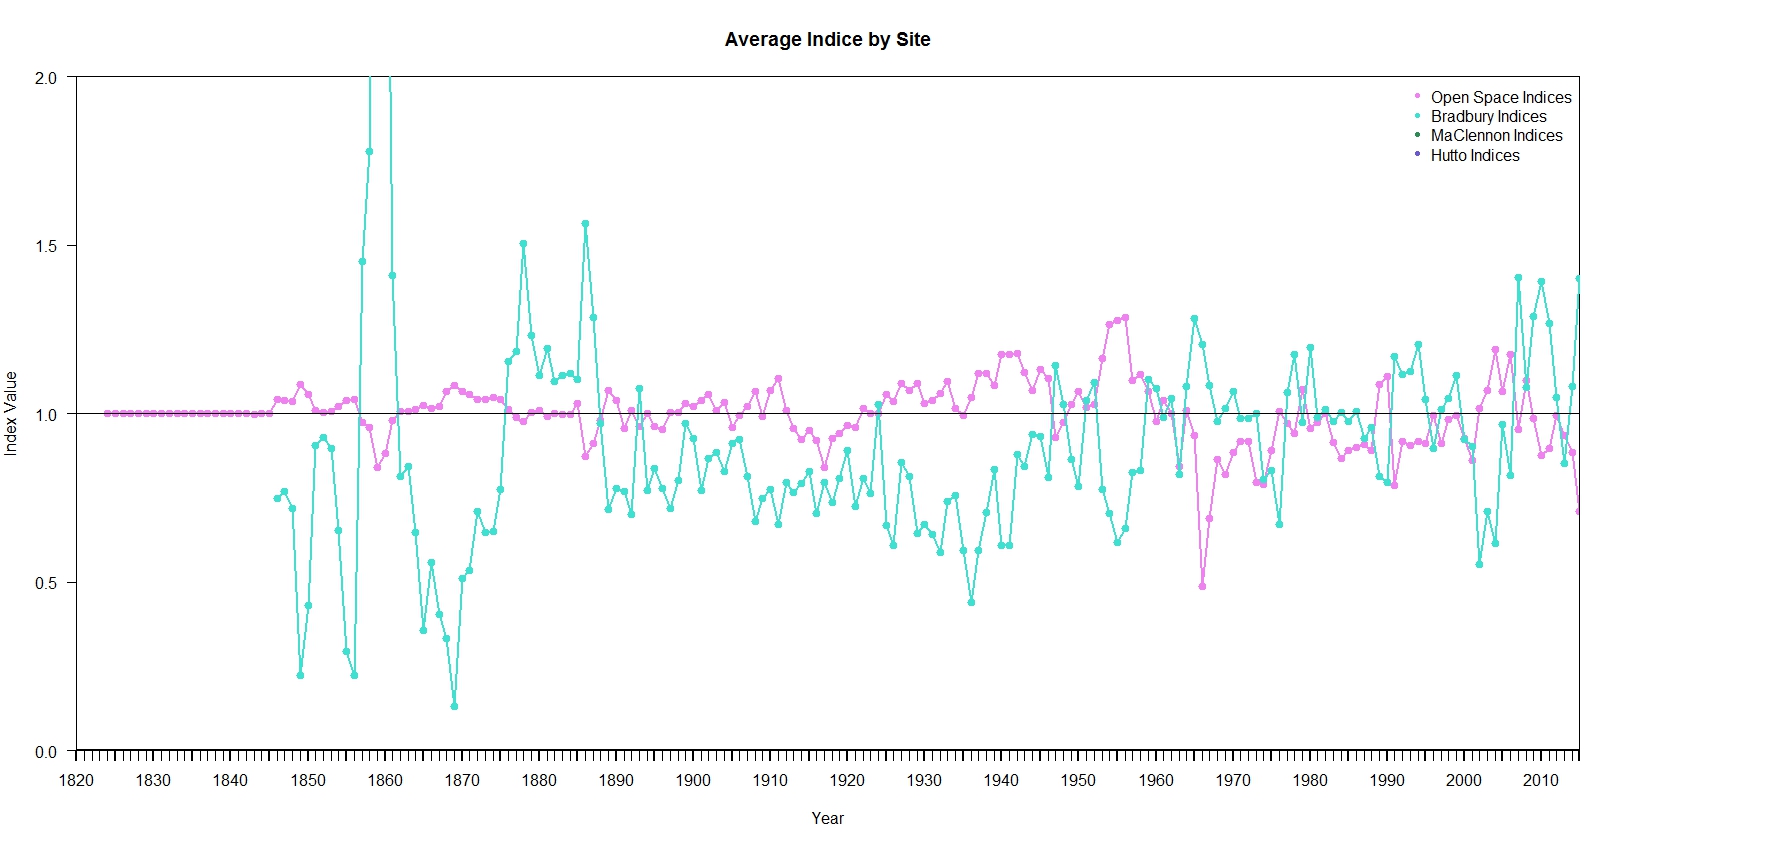 Average Indice by Site
Open Space Indices
Bradbury Indices
MaClennon Indices
Hutto Indices
Index Value
2.0
1.5
1.0
0.5
0.0
1820 1830 1840 1850 1860 1870 1880 1890 1900 1910 1920 1930 1940 1950 1960 1970 1980 1990 2000 2010
Year